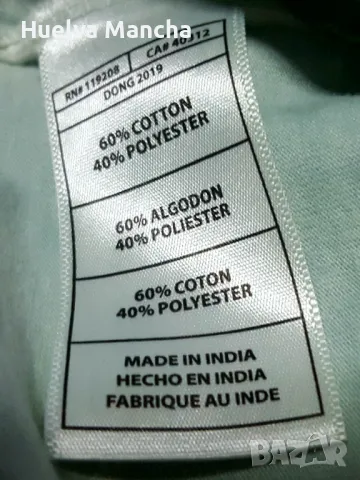 Huelva Mancha
RN# 119208 CA# 40312
DONG 2019
60% COTTON
40% POLYESTER
60% ALGODON
40% POLIESTER
60% COTON
40% POLYESTER
MADE IN INDIA
HECHO EN INDIA
FABRIQUE AU INDE
BAZAR